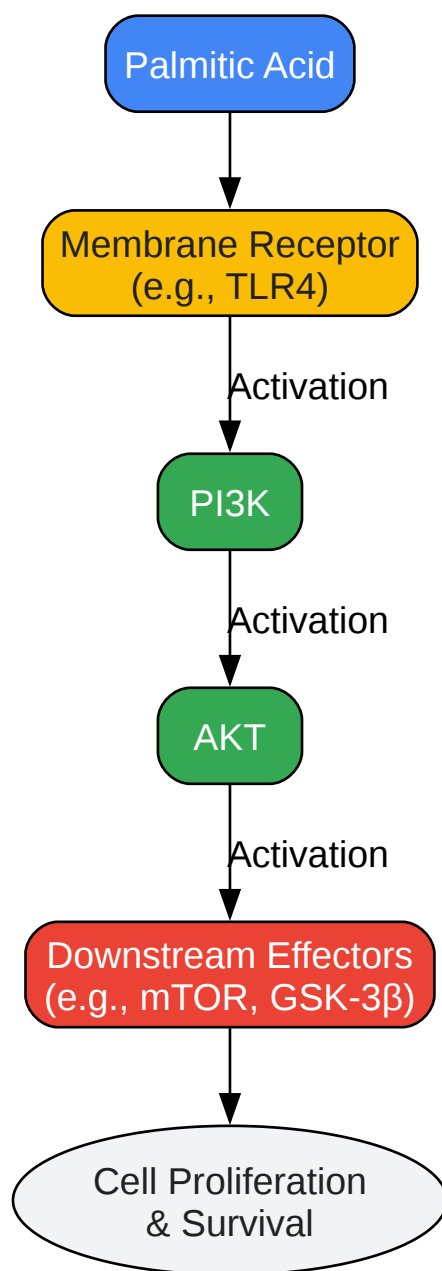 Palmitic Acid
Membrane Receptor
(e.g., TLR4)
Activation
PI3K
Activation
AKT
Activation
Downstream Effectors
(e.g., mTOR, GSK-3β)
Cell Proliferation
& Survival